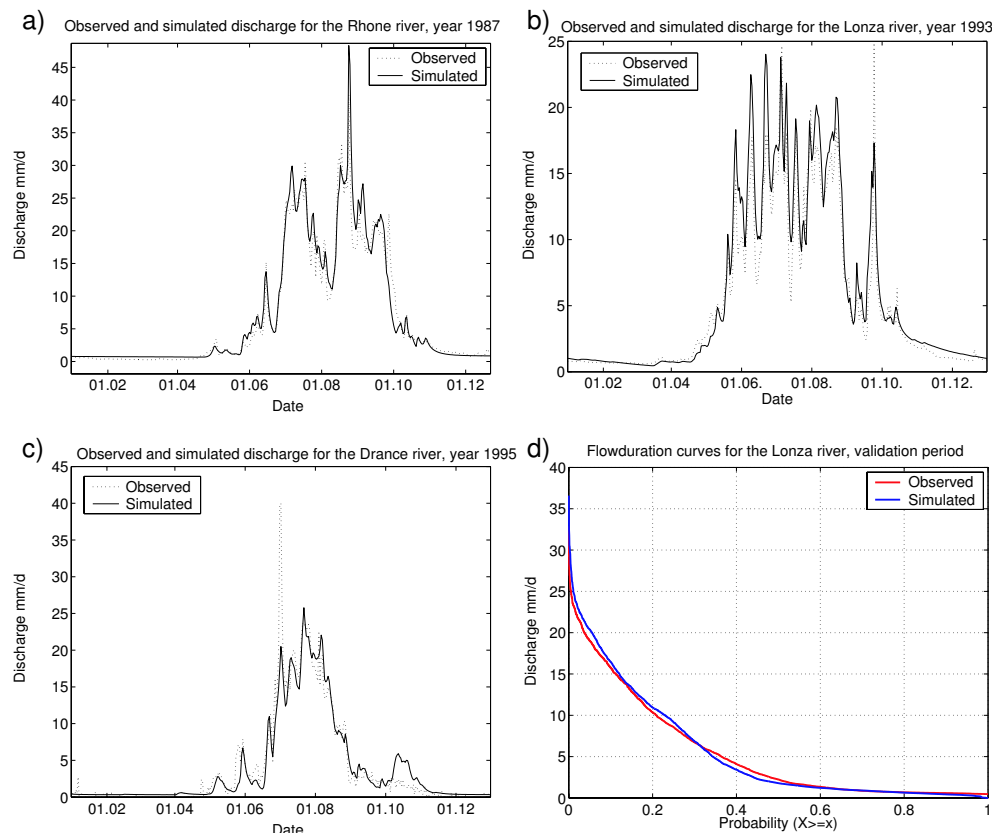 a)
Observed and simulated discharge for the Rhone river, year 1987
Observed
Simulated
45
40
35
30
25
20
15
10
5
0
Discharge mm/d
01.02
01.04
01.06
01.08
01.10
01.12
Date
b)
Observed and simulated discharge for the Lonza river, year 1993
Observed
Simulated
25
20
15
10
5
0
Discharge mm/d
01.02
01.04
01.06.
01.08.
01.10.
01.12.
Date
c)
Observed and simulated discharge for the Drance river, year 1995
Observed
Simulated
45
40
35
30
25
20
15
10
5
0
Discharge mm/d
01.02
01.04
01.06
01.08
01.10
01.12
Date
d)
Flowduration curves for the Lonza river, validation period
Observed
Simulated
40
35
30
25
20
15
10
5
0
Discharge mm/d
0
0.2
0.4
0.6
0.8
1
Probability (X>=x)